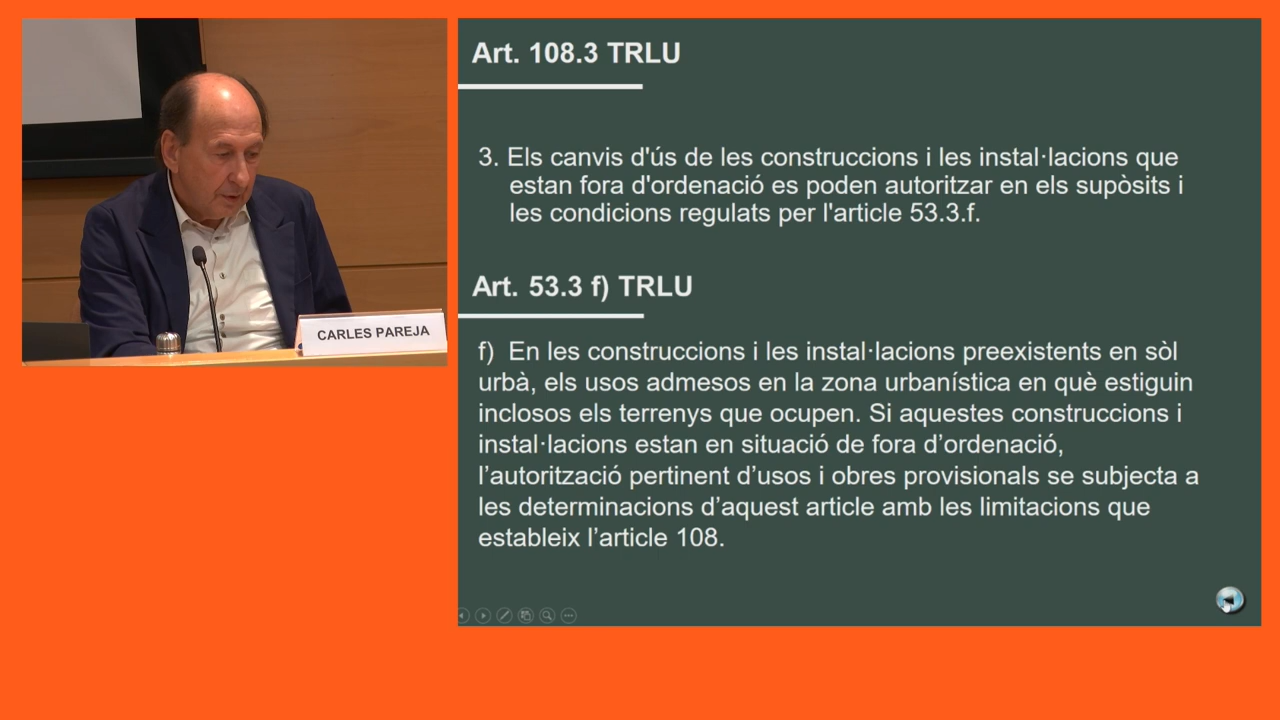 CARLES PAREJA
Art. 108.3 TRLU
3. Els canvis d'ús de les construccions i les instal·lacions que
estan fora d'ordenació es poden autoritzar en els supòsits i
les condicions regulats per l'article 53.3.f.
Art. 53.3 f) TRLU
f) En les construccions i les instal·lacions preexistents en sòl
urbà, els usos admesos en la zona urbanística en què estiguin
inclosos els terrenys que ocupen. Si aquestes construccions i
instal·lacions estan en situació de fora d’ordenació,
l’autorització pertinent d’usos i obres provisionals se subjecta a
les determinacions d’aquest article amb les limitacions que
estableix l’article 108.